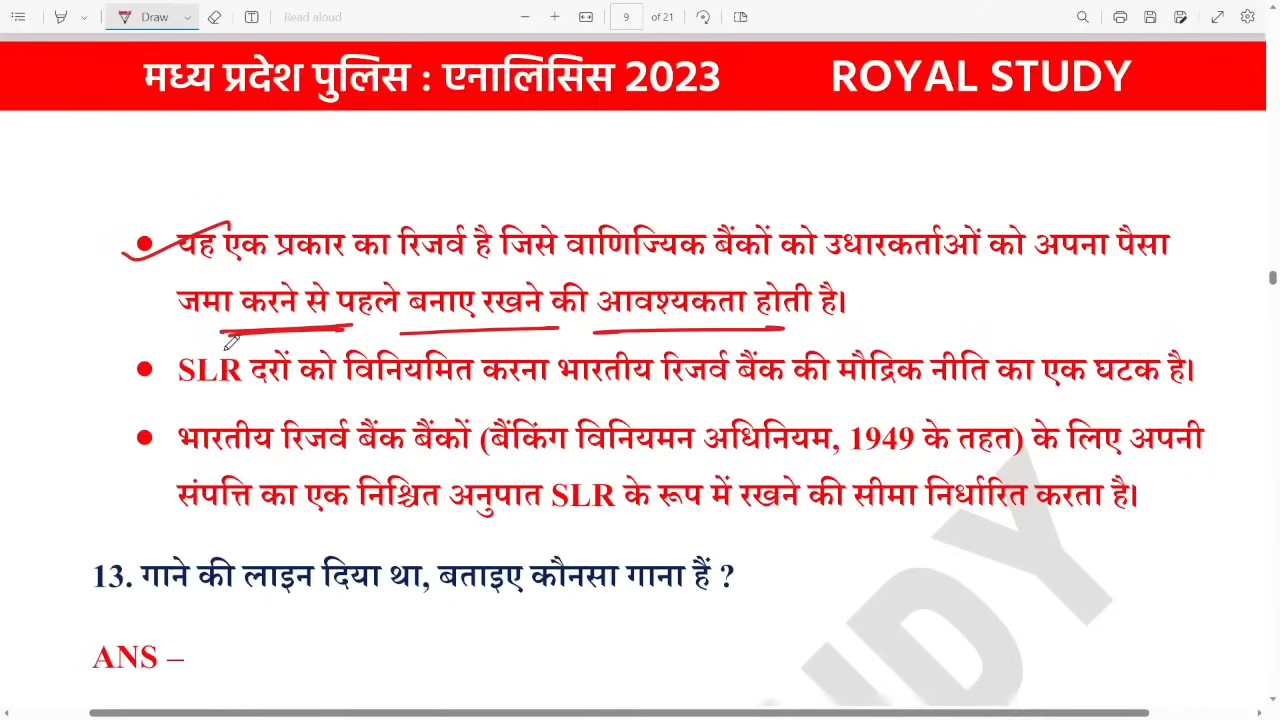 Draw
Read aloud
9 of 21
मध्य प्रदेश पुलिस : एनालिसिस 2023 ROYAL STUDY
• यह एक प्रकार का रिजर्व है जिसे वाणिज्यिक बैंकों को उधारकर्ताओं को अपना पैसा
जमा करने से पहले बनाए रखने की आवश्यकता होती है।
• SLR दरों को विनियमित करना भारतीय रिजर्व बैंक की मौद्रिक नीति का एक घटक है।
• भारतीय रिजर्व बैंक बैंकों (बैंकिंग विनियमन अधिनियम, 1949 के तहत) के लिए अपनी
संपत्ति का एक निश्चित अनुपात SLR के रूप में रखने की सीमा निर्धारित करता है।
13. गाने की लाइन दिया था, बताइए कौनसा गाना हैं ?
ANS –
UDY